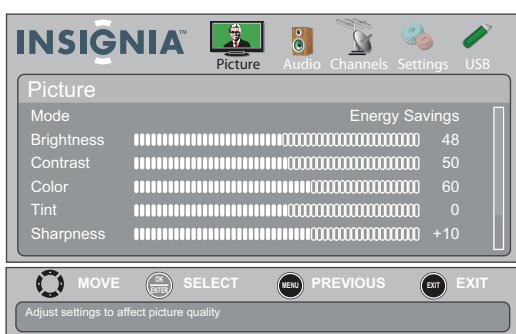 INSIGNIA™
Picture Audio Channels Settings USB
Picture
Mode Energy Savings
Brightness 48
Contrast 50
Color 60
Tint 0
Sharpness +10
MOVE OK ENTER SELECT MENU PREVIOUS EXIT EXIT
Adjust settings to affect picture quality